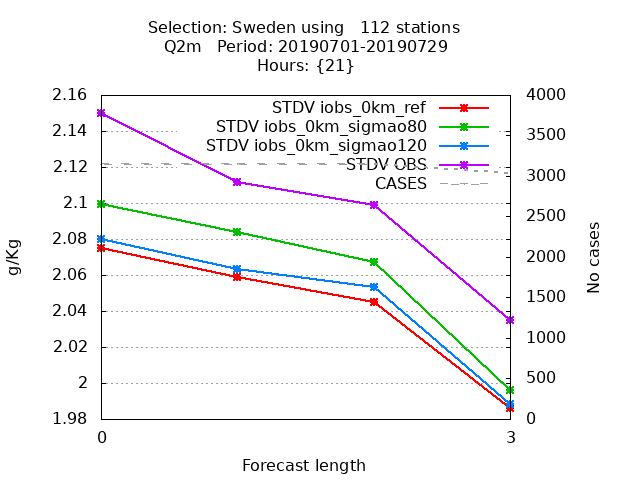 Selection: Sweden using   112 stations
Q2m   Period: 20190701-20190729
Hours: {21}
STDV iobs_0km_ref
STDV iobs_0km_sigmao80
STDV iobs_0km_sigmao120
STDV OBS
CASES
2.16
2.14
2.12
2.1
2.08
2.06
2.04
2.02
2
1.98
g/Kg
4000
3500
3000
2500
2000
1500
1000
500
0
No cases
0
3
Forecast length